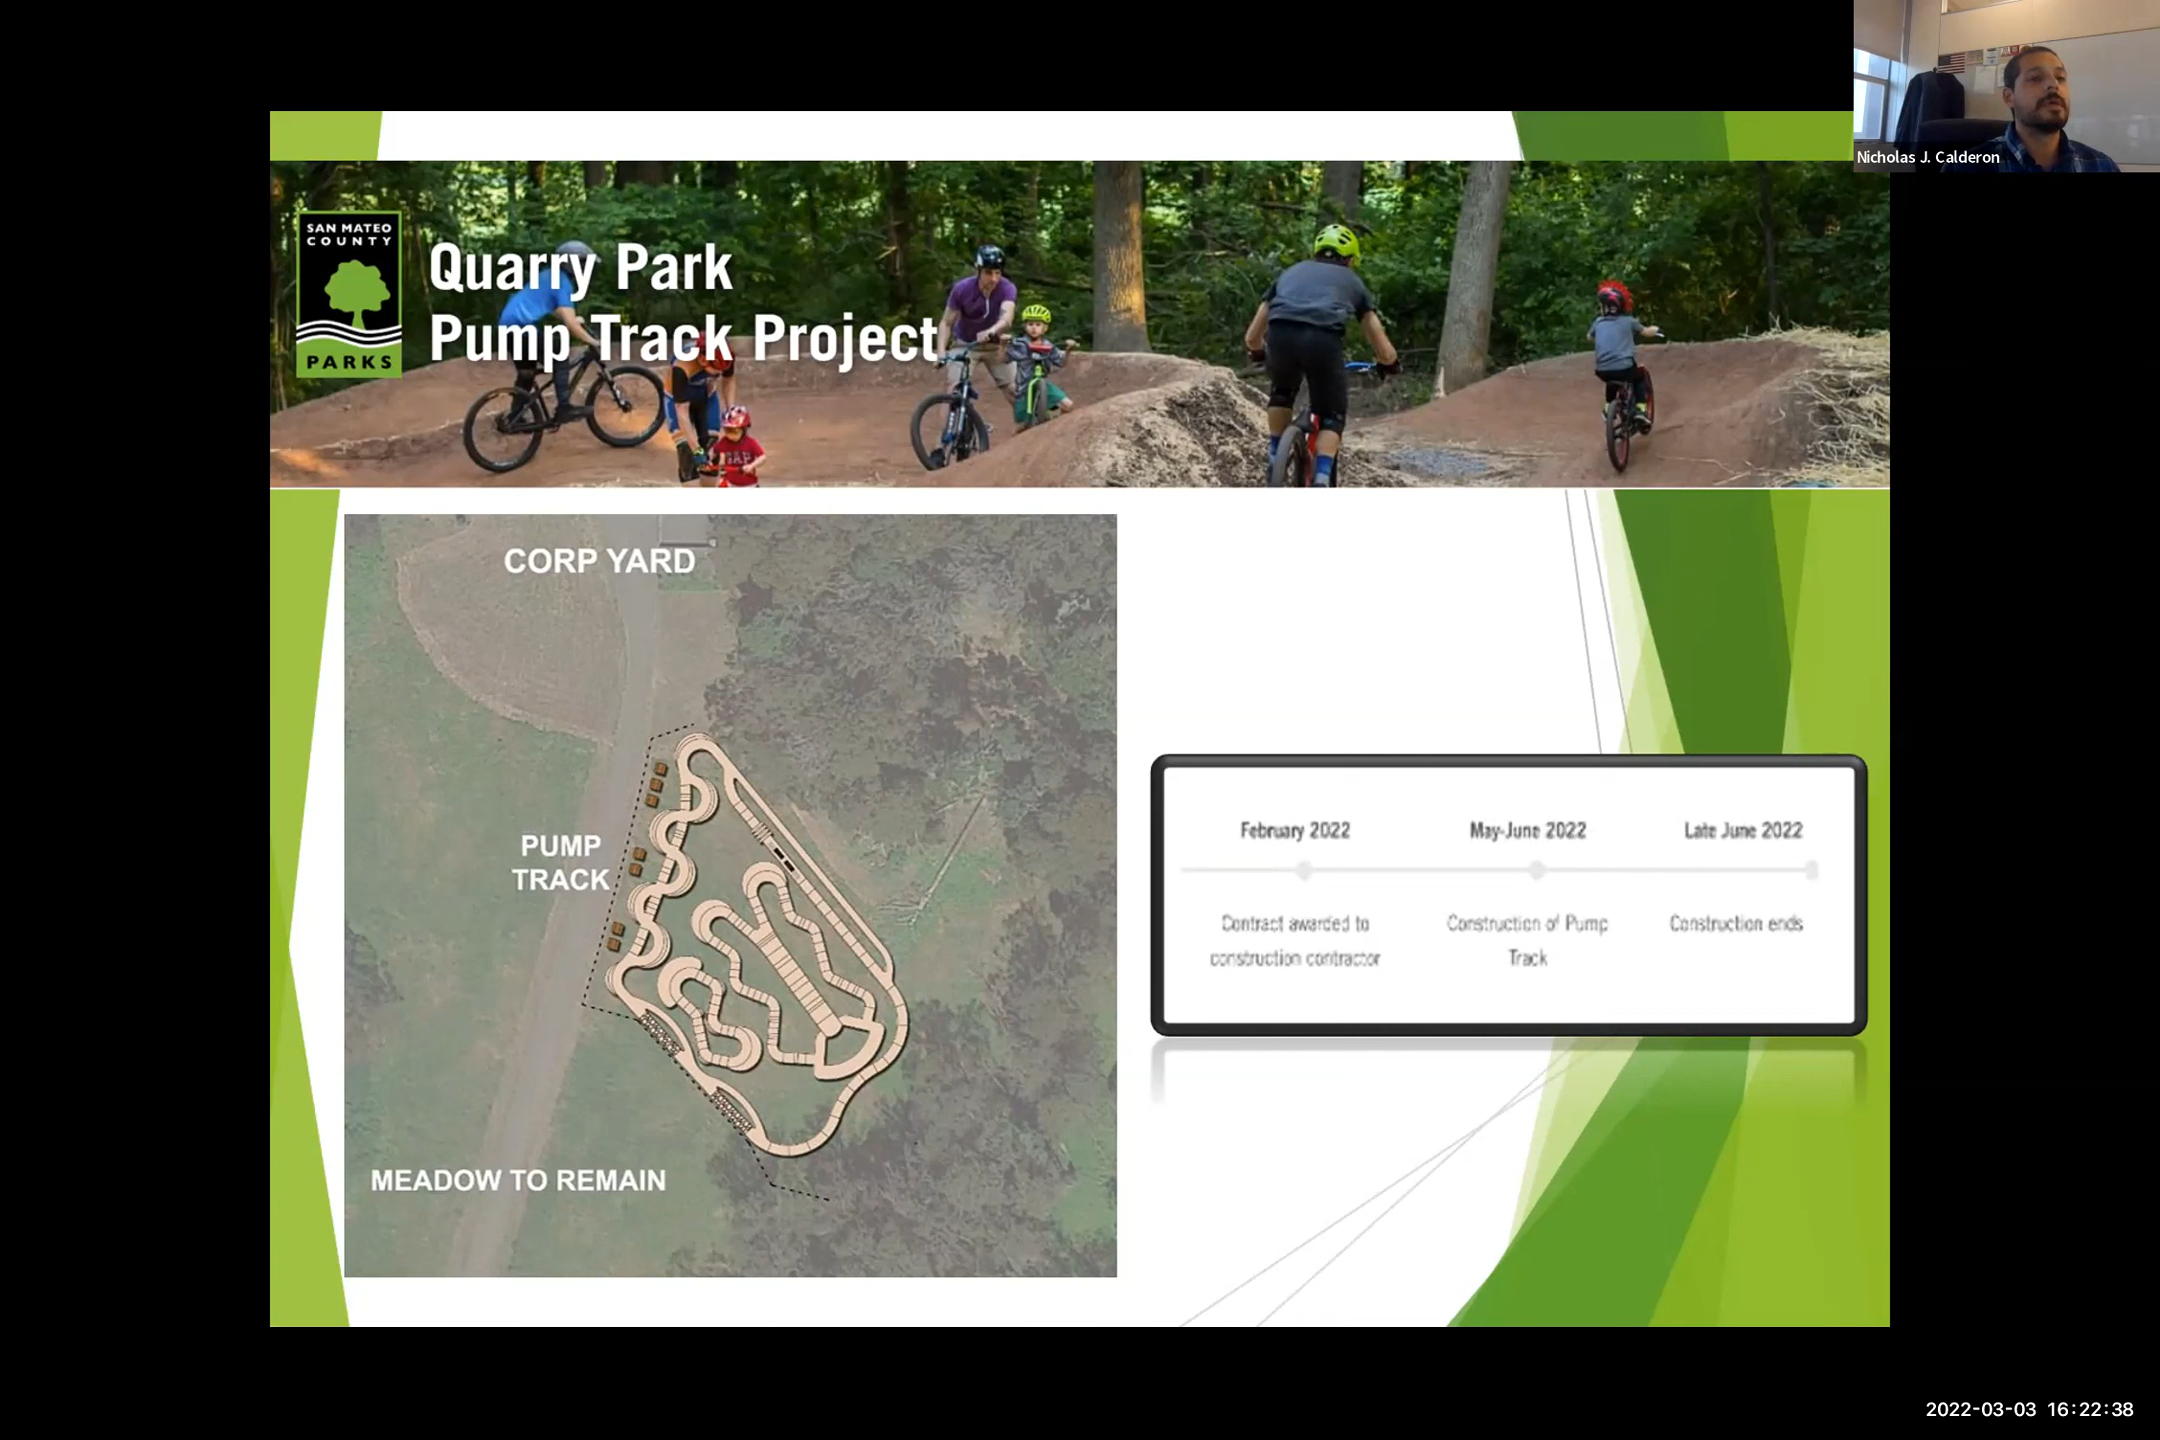 Nicholas J. Calderon
SAN MATEO
COUNTY
PARKS
Quarry Park
Pump Track Project
GAP
CORP YARD
PUMP
TRACK
MEADOW TO REMAIN
February 2022
May-June 2022
Late June 2022
Contract awarded to
construction contractor
Construction of Pump
Track
Construction ends
2022-03-03 16:22:38